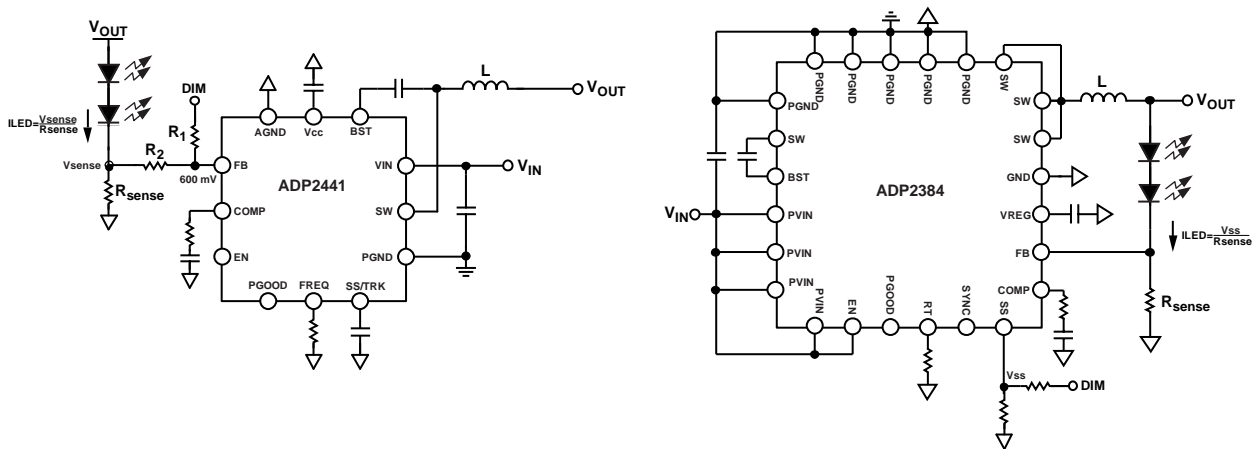 VOUT
DIM
ILED=Vsense
Rsense
R1
Vsense
R2
Rsense
600 mV
AGND
Vcc
BST
FB
COMP
EN
ADP2441
VIN
SW
PGND
PGOOD
FREQ
SS/TRK
L
VOUT
VIN
PGND
PGND
PGND
PGND
PGND
SW
PGND
SW
BST
PVIN
PVIN
PVIN
VIN
ADP2384
SW
SW
GND
VREG
FB
COMP
PVIN
EN
PGOOD
RT
SYNC
SS
L
VOUT
ILED=Vss
Rsense
Rsense
Vss
DIM